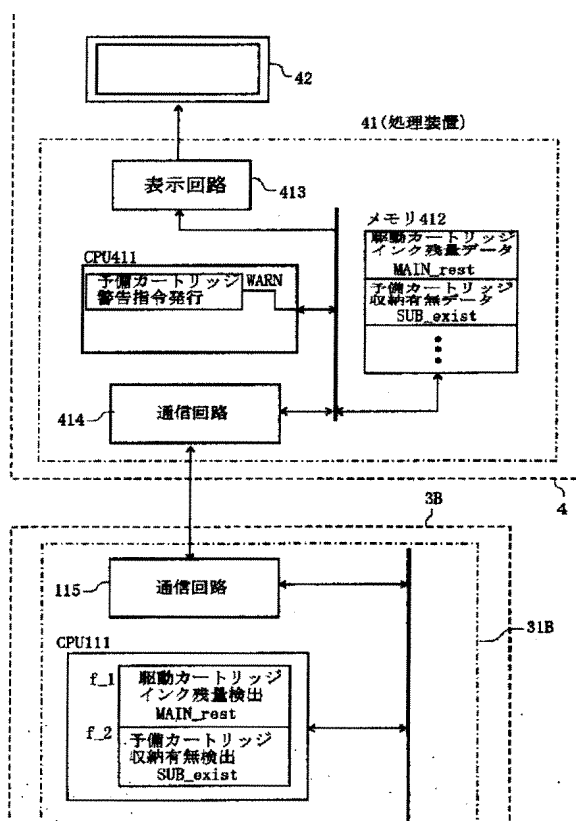 42
41(処理装置)
表示回路
413
メモリ412
駆動カートリッジ
インク残量データ
MAIN_rest
予備カートリッジ
収納有無データ
SUB_exist
CPU411
予備カートリッジ
警告指令発行
WARN
414
通信回路
4
3B
115
通信回路
31B
CPU111
f_1
駆動カートリッジ
インク残量検出
MAIN_rest
f_2
予備カートリッジ
収納有無検出
SUB_exist